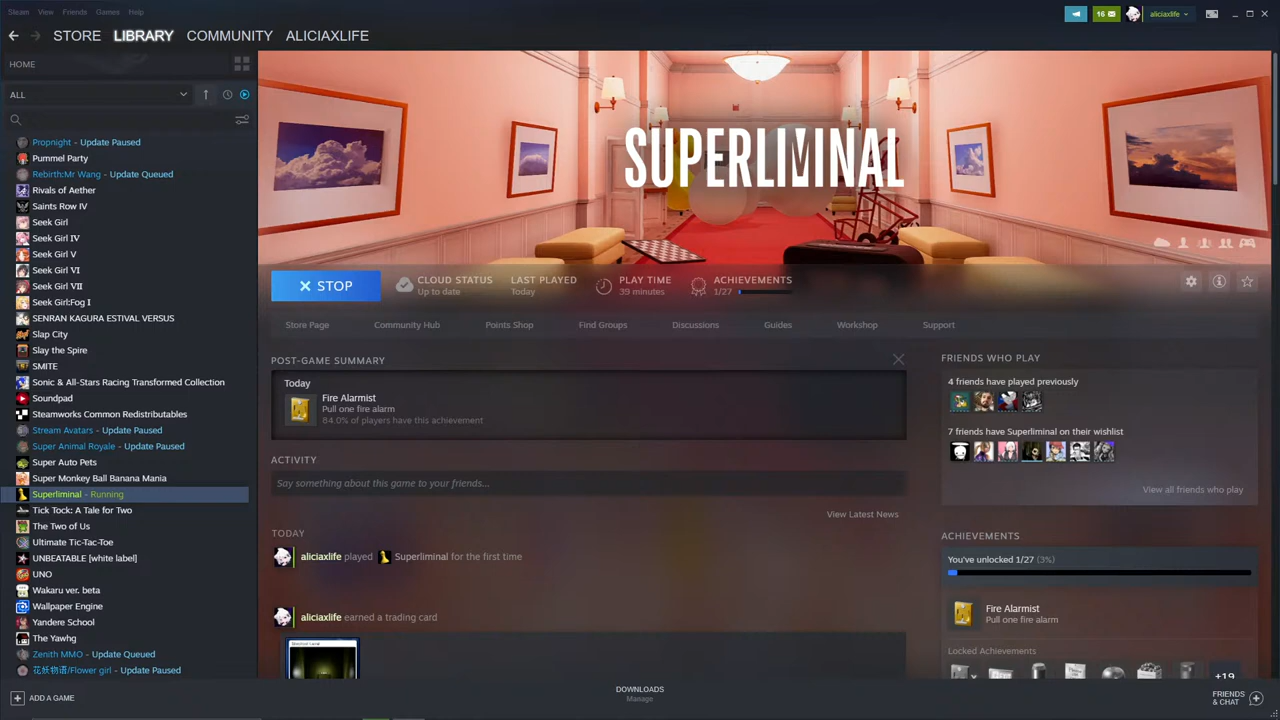 Steam View Friends Games Help
16 aliciaxlife
STORE LIBRARY COMMUNITY ALICIAXLIFE
HOME
ALL
Propnight - Update Paused
Pummel Party
Rebirth:Mr Wang - Update Queued
Rivals of Aether
Saints Row IV
Seek Girl
Seek Girl IV
Seek Girl V
Seek Girl VI
Seek Girl VII
Seek Girl:Fog I
SENRAN KAGURA ESTIVAL VERSUS
Slap City
Slay the Spire
SMITE
Sonic & All-Stars Racing Transformed Collection
Soundpad
Steamworks Common Redistributables
Stream Avatars - Update Paused
Super Animal Royale - Update Paused
Super Auto Pets
Super Monkey Ball Banana Mania
Superliminal - Running
Tick Tock: A Tale for Two
The Two of Us
Ultimate Tic-Tac-Toe
UNBEATABLE [white label]
UNO
Wakaru ver. beta
Wallpaper Engine
Yandere School
The Yawhg
Zenith MMO - Update Queued
花妖物语/Flower girl - Update Paused
ADD A GAME
SUPERLIMINAL
STOP
CLOUD STATUS
Up to date
LAST PLAYED
Today
PLAY TIME
39 minutes
ACHIEVEMENTS
1/27
Store Page Community Hub Points Shop Find Groups Discussions Guides Workshop Support
POST-GAME SUMMARY
Today
Fire Alarmist
Pull one fire alarm
84.0% of players have this achievement
ACTIVITY
Say something about this game to your friends...
View Latest News
TODAY
aliciaxlife played Superliminal for the first time
aliciaxlife earned a trading card
FRIENDS WHO PLAY
4 friends have played previously
7 friends have Superliminal on their wishlist
View all friends who play
ACHIEVEMENTS
You've unlocked 1/27 (3%)
Fire Alarmist
Pull one fire alarm
Locked Achievements
+19
DOWNLOADS
Manage
FRIENDS
& CHAT